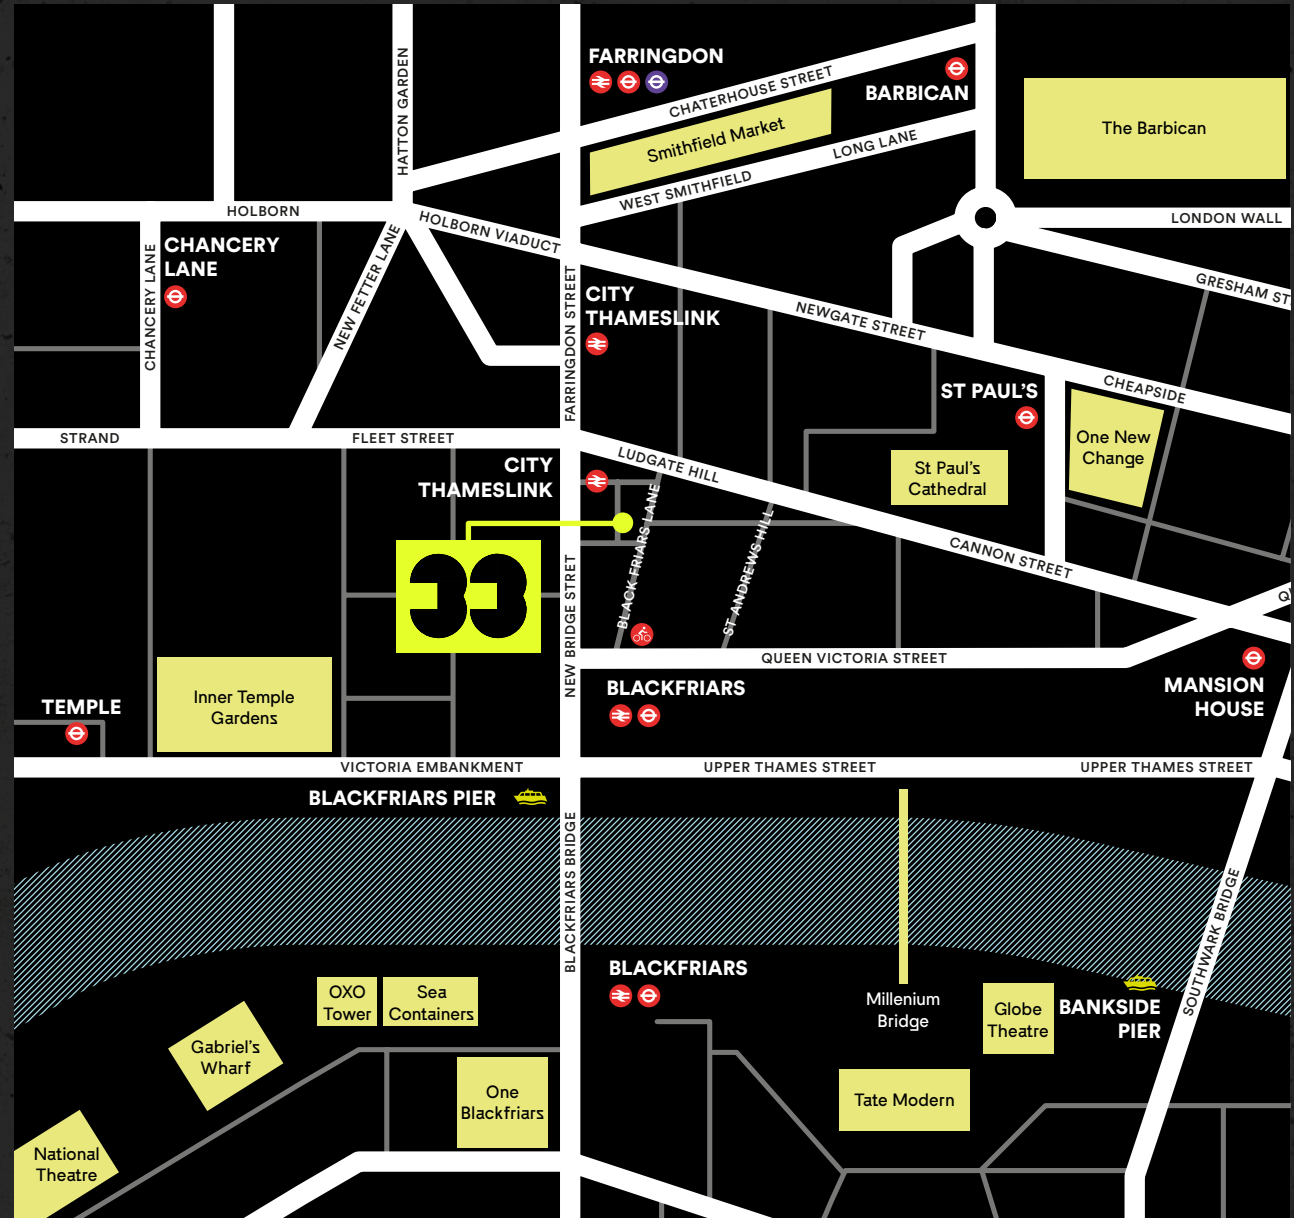 FARRINGDON
HATTON GARDEN
CHATERHOUSE STREET
BARBICAN
The Barbican
Smithfield Market
LONG LANE
WEST SMITHFIELD
HOLBORN
HOLBORN VIADUCT
LONDON WALL
CHANCERY
LANE
CHANCERY LANE
NEW FETTER LANE
FARRINGDON STREET
CITY
THAMESLINK
NEWGATE STREET
GRESHAM ST
CHEAPSIDE
ST PAUL'S
One New
Change
STRAND
FLEET STREET
LUDGATE HILL
CITY
THAMESLINK
St Paul's
Cathedral
33
BLACK FRIARS LANE
ST ANDREWS HILL
CANNON STREET
NEW BRIDGE STRET
QUEEN VICTORIA STREET
MANSION
HOUSE
BLACKFRIARS
TEMPLE
Inner Temple
Gardens
VICTORIA EMBANKMENT
UPPER THAMES STREET
UPPER THAMES STREET
BLACKFRIARS PIER
BLACKFRIARS BRIDGE
SOUTHWARK BRIDGE
BLACKFRIARS
OXO
Tower
Sea
Containers
Millenium
Bridge
Globe
Theatre
BANKSIDE
PIER
Gabriel's
Wharf
One
Blackfriars
Tate Modern
National
Theatre